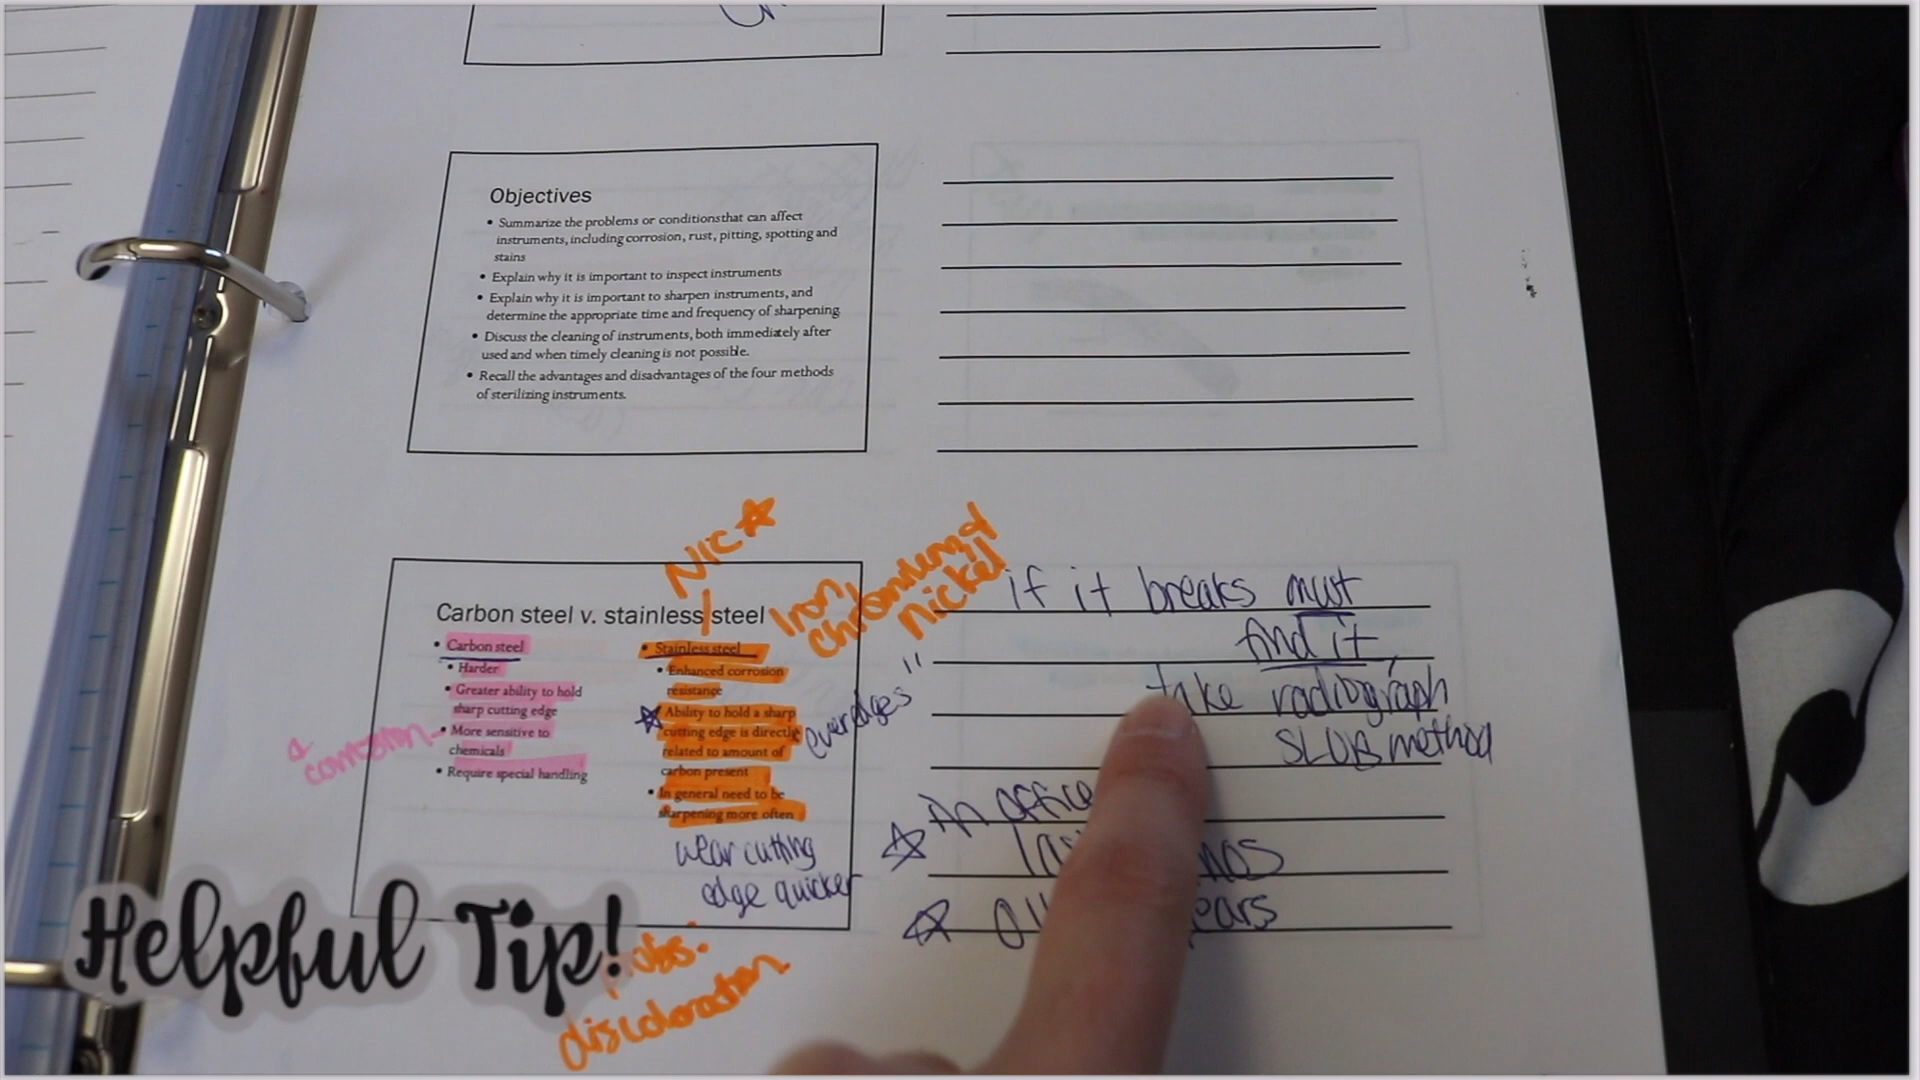 Objectives
• Summarize the problems or conditions that can affect
instruments, including corrosion, rust, pitting, spotting and
stains
• Explain why it is important to inspect instruments
• Explain why it is important to sharpen instruments, and
determine the appropriate time and frequency of sharpening
• Discuss the cleaning of instruments, both immediately after
used and when timely cleaning is not possible.
• Recall the advantages and disadvantages of the four methods
of sterilizing instruments.
NIC
Iron
nickel
Carbon steel v. stainless steel
• Carbon steel
• Harder
• Greater ability to hold
sharp cutting edge
• More sensitive to
chemicals
• Require special handling
corrosion
• Stainless steel
• Enhanced corrosion
resistance
• Ability to hold a sharp
cutting edge is directly
related to amount of
carbon present
• In general need to be
sharpening more often
wear cutting
edge quicker
discoloration
if it breaks must
find it,
take radiograph
SLOB method
In office
Helpful Tip!